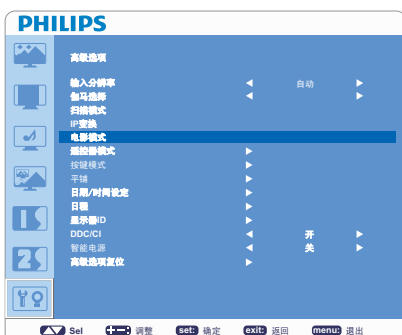 PHILIPS
高级选项
输入分辨率 自动
伽马选择
扫描模式
IP变换
电影模式
遥控器模式
按键模式
平铺
日期/时间设定
日程
显示器ID
DDC/CI 开
智能电源 关
高级选项复位
Sel 调整 set: 确定 exit: 返回 menu: 退出